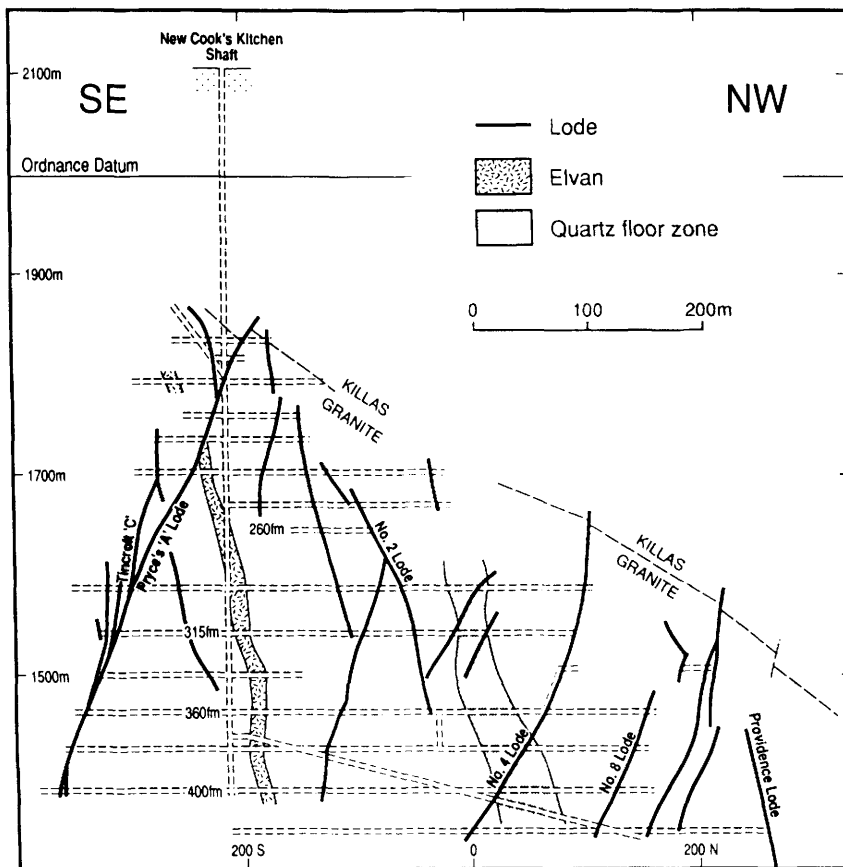 New Cook's Kitchen
Shaft
2100m
SE
NW
Lode
Ordnance Datum
Elvan
Quartz floor zone
1900m
0 100 200m
KILLAS
GRANITE
1700m
260fm
No. 2 Lode
Tincroft 'C'
Pryce's 'A' Lode
KILLAS
GRANITE
315m
1500m
360fm
No. 4 Lode
No. 8 Lode
Providence Lode
400fm
200 S 0 200 N